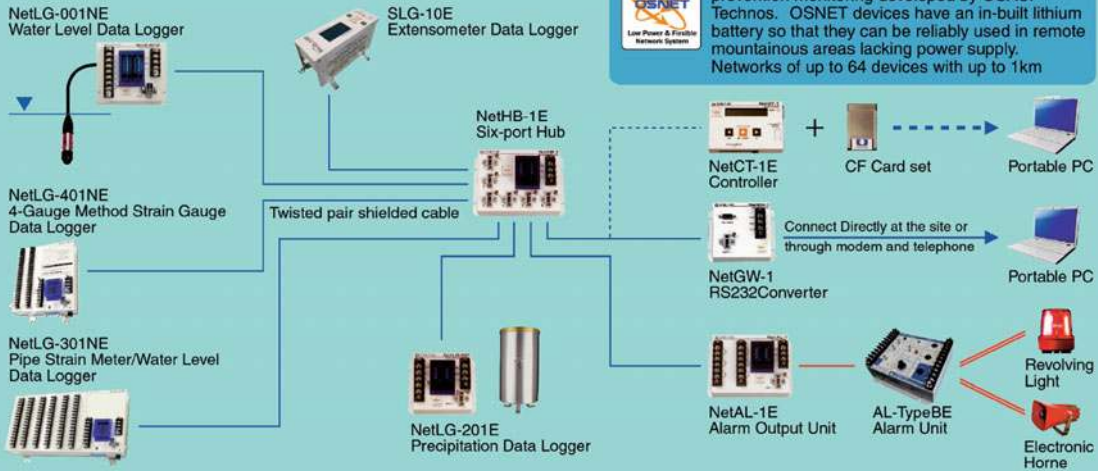 NetLG-001NE
Water Level Data Logger
SLG-10E
Extensometer Data Logger
OSNET
Low Power & Flexible
Network System
Technos. OSNET devices have an in-built lithium
battery so that they can be reliably used in remote
mountainous areas lacking power supply.
Networks of up to 64 devices with up to 1km
NetHB-1E
Six-port Hub
NetCT-1E
Controller
+
CF Card set
Portable PC
NetLG-401NE
4-Gauge Method Strain Gauge
Data Logger
Twisted pair shielded cable
Connect Directly at the site or
through modem and telephone
NetGW-1
RS232Converter
Portable PC
NetLG-301NE
Pipe Strain Meter/Water Level
Data Logger
NetLG-201E
Precipitation Data Logger
NetAL-1E
Alarm Output Unit
AL-TypeBE
Alarm Unit
Revolving
Light
Electronic
Horne